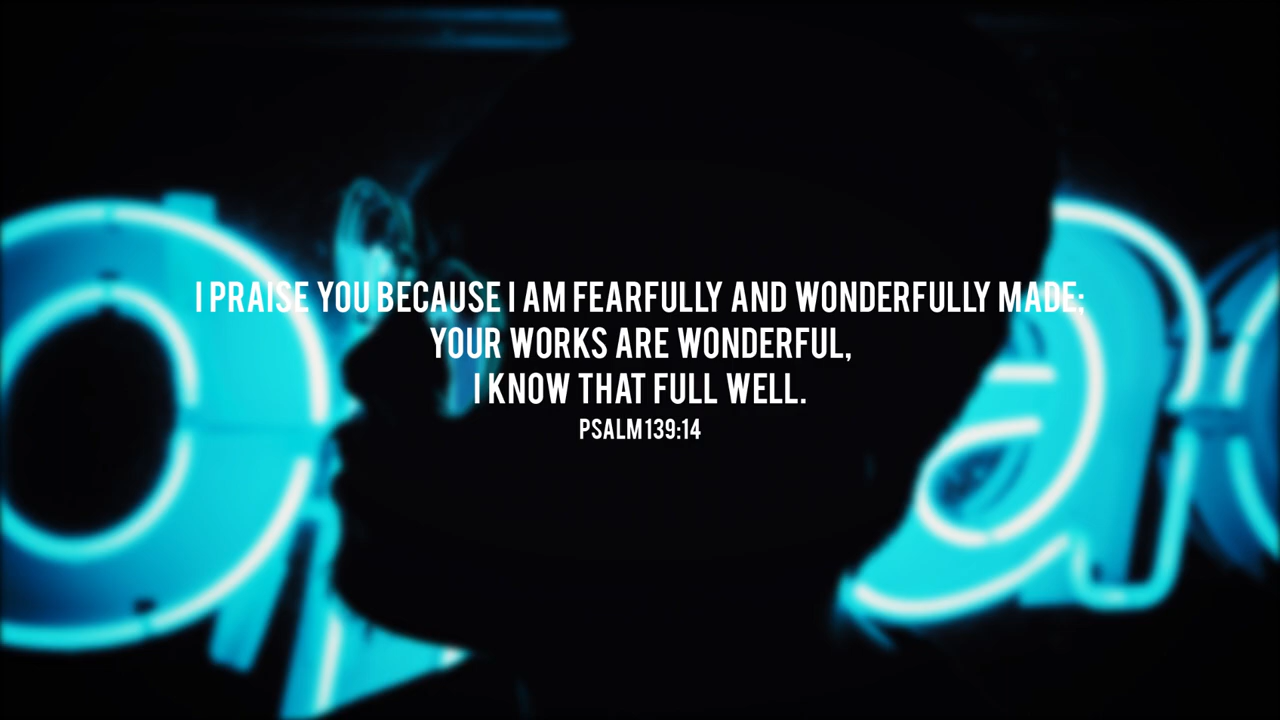 I PRAISE YOU BECAUSE I AM FEARFULLY AND WONDERFULLY MADE;
YOUR WORKS ARE WONDERFUL,
I KNOW THAT FULL WELL.
PSALM 139:14